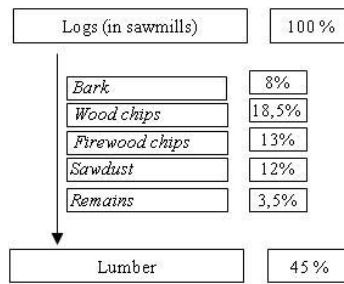 Logs (in sawmills) 100 %
Bark 8%
Wood chips 18,5%
Firewood chips 13%
Sawdust 12%
Remains 3,5%
Lumber 45 %